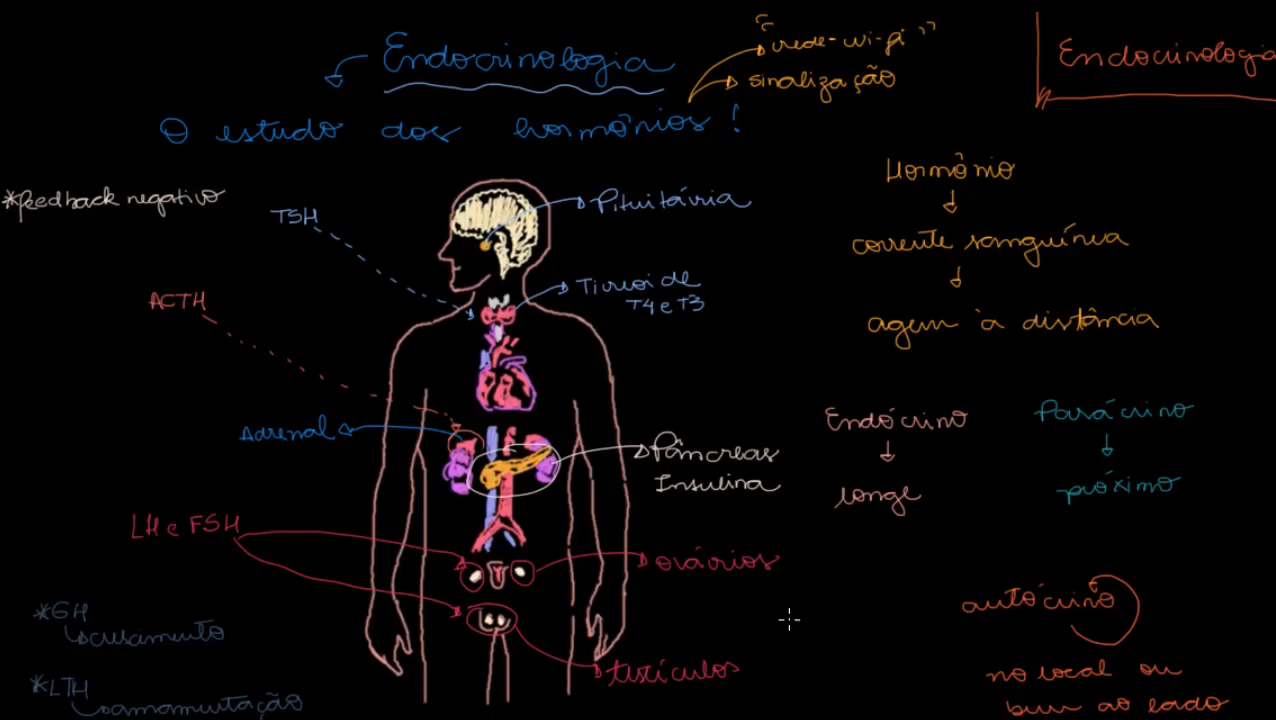 Endocrinologia
"rede-wi-fi"
sinalização
O estudo dos hormônios!
Endocrinologia
*feedback negativo
TSH
ACTH
Adrenal
LH e FSH
*GH
crescimento
*LTH
amamentação
Pituitária
Tireoide
T4 e T3
Pâncreas
Insulina
ovários
testículos
Hormônio
corrente sanguínea
agem à distância
Endócrino
longe
Parácrino
próximo
autócrino
no local ou
bem ao lado